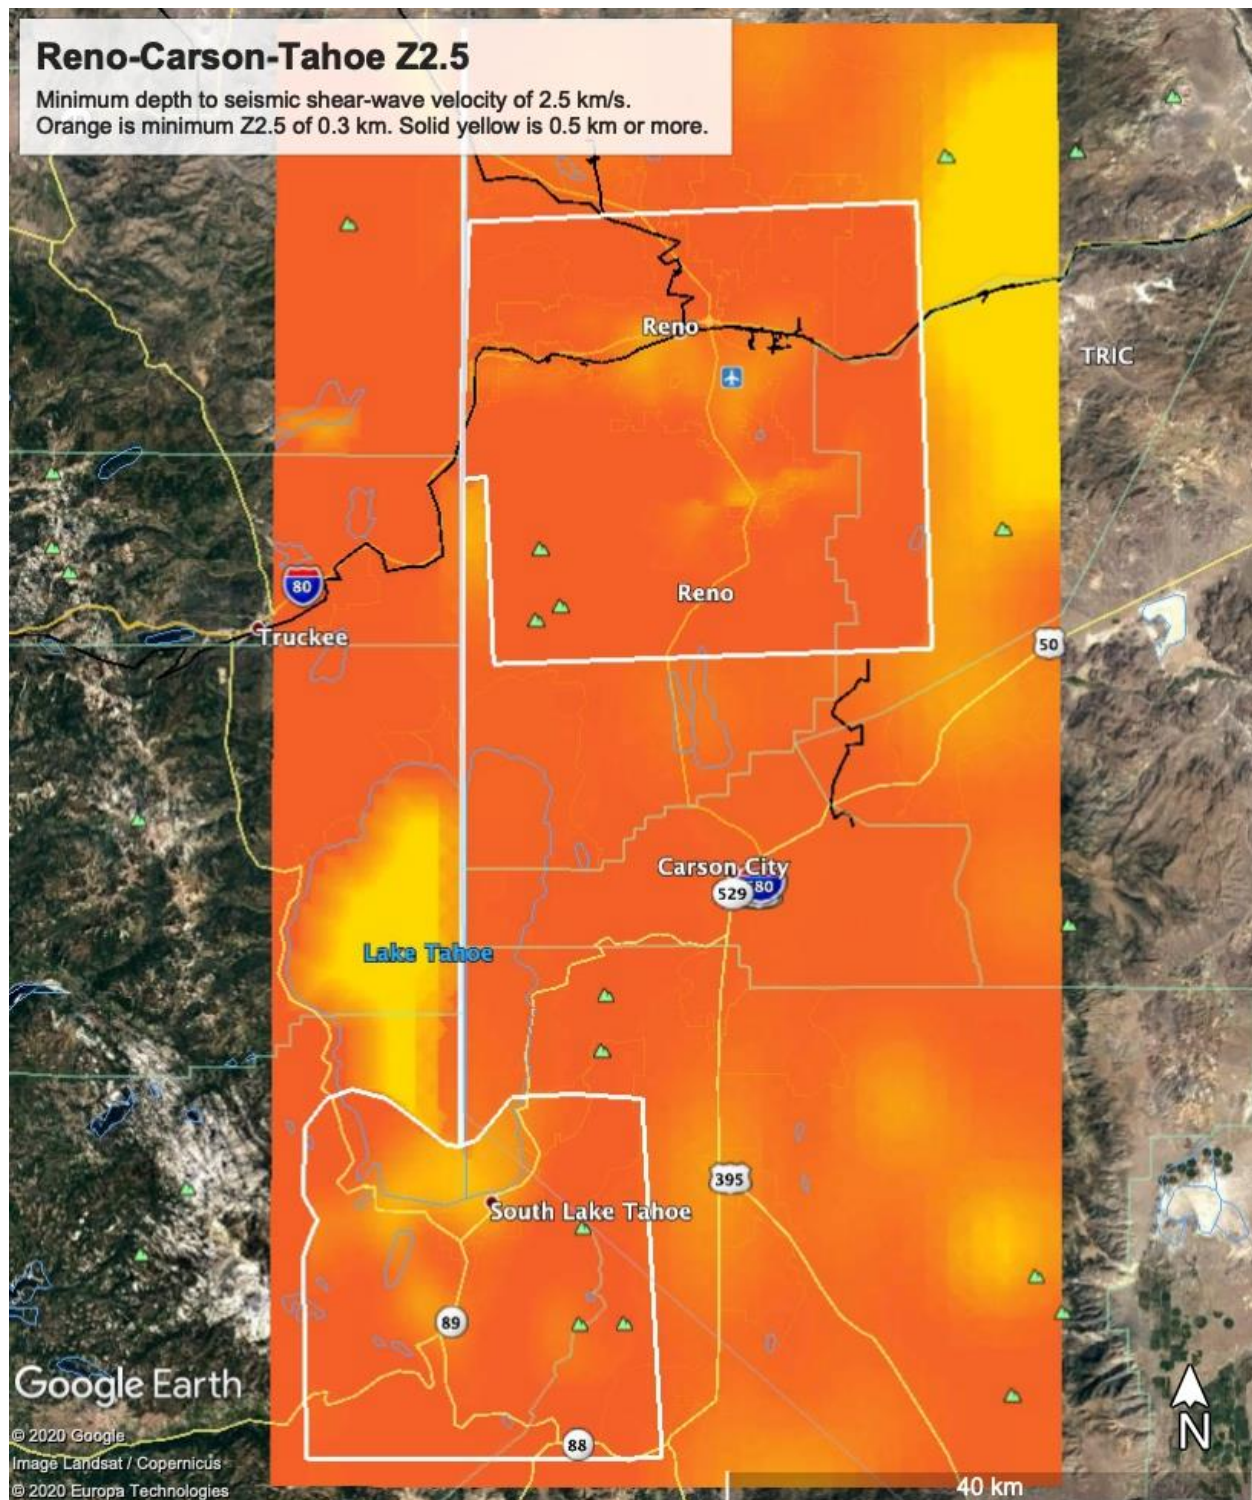 Reno-Carson-Tahoe Z2.5
Minimum depth to seismic shear-wave velocity of 2.5 km/s.
Orange is minimum Z2.5 of 0.3 km. Solid yellow is 0.5 km or more.
Reno
TRIC
80
Reno
Truckee
50
Carson City
529
580
Lake Tahoe
395
South Lake Tahoe
89
Google Earth
© 2020 Google
Image Landsat / Copernicus
© 2020 Europa Technologies
88
N
40 km